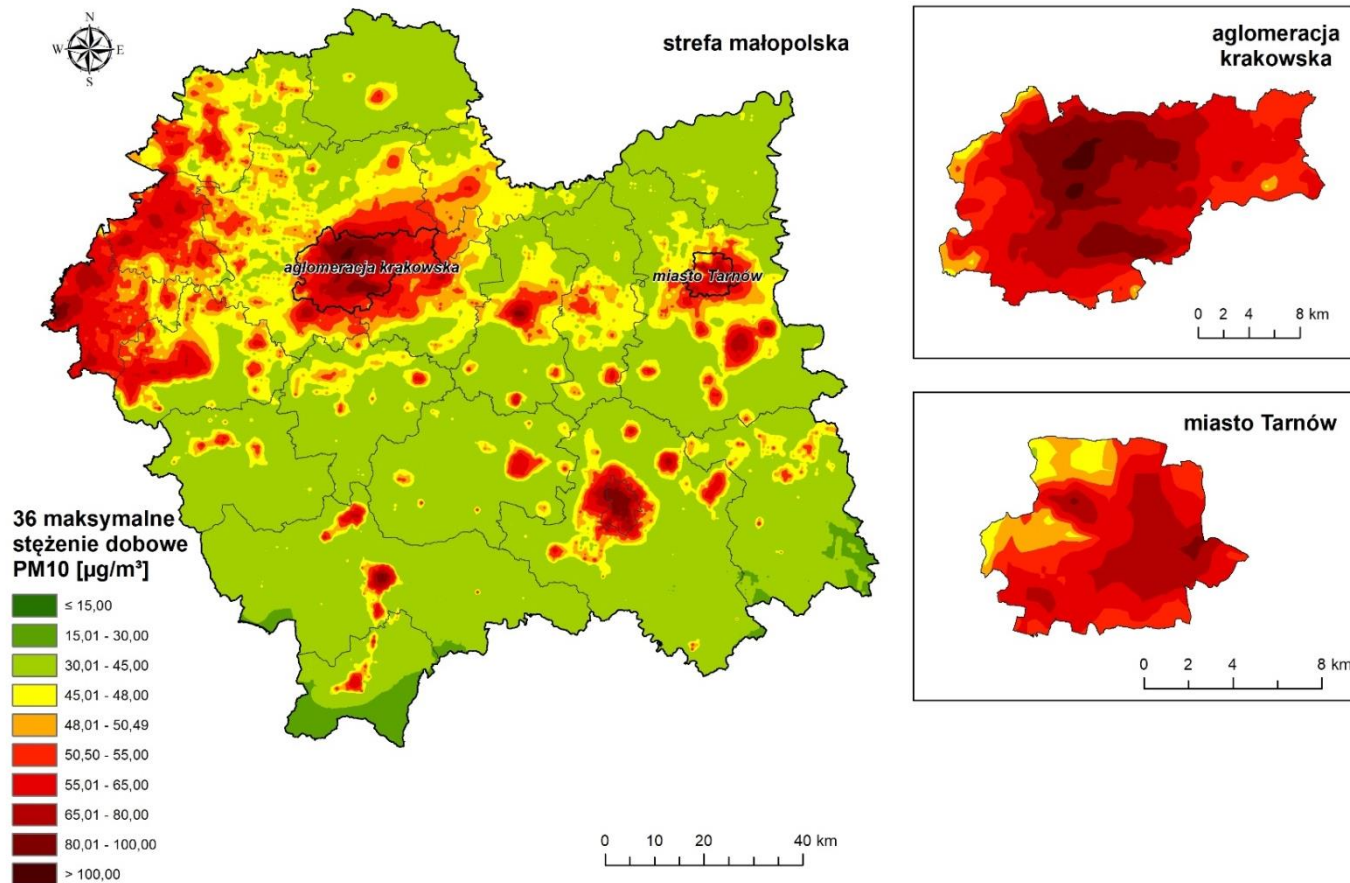 N
W E
S
strefa małopolska
aglomeracja krakowska
miasto Tarnów
36 maksymalne
stężenie dobowe
PM10 [µg/m³]
≤ 15,00
15,01 - 30,00
30,01 - 45,00
45,01 - 48,00
48,01 - 50,49
50,50 - 55,00
55,01 - 65,00
65,01 - 80,00
80,01 - 100,00
> 100,00
0 10 20 40 km
aglomeracja
krakowska
0 2 4 8 km
miasto Tarnów
0 2 4 8 km